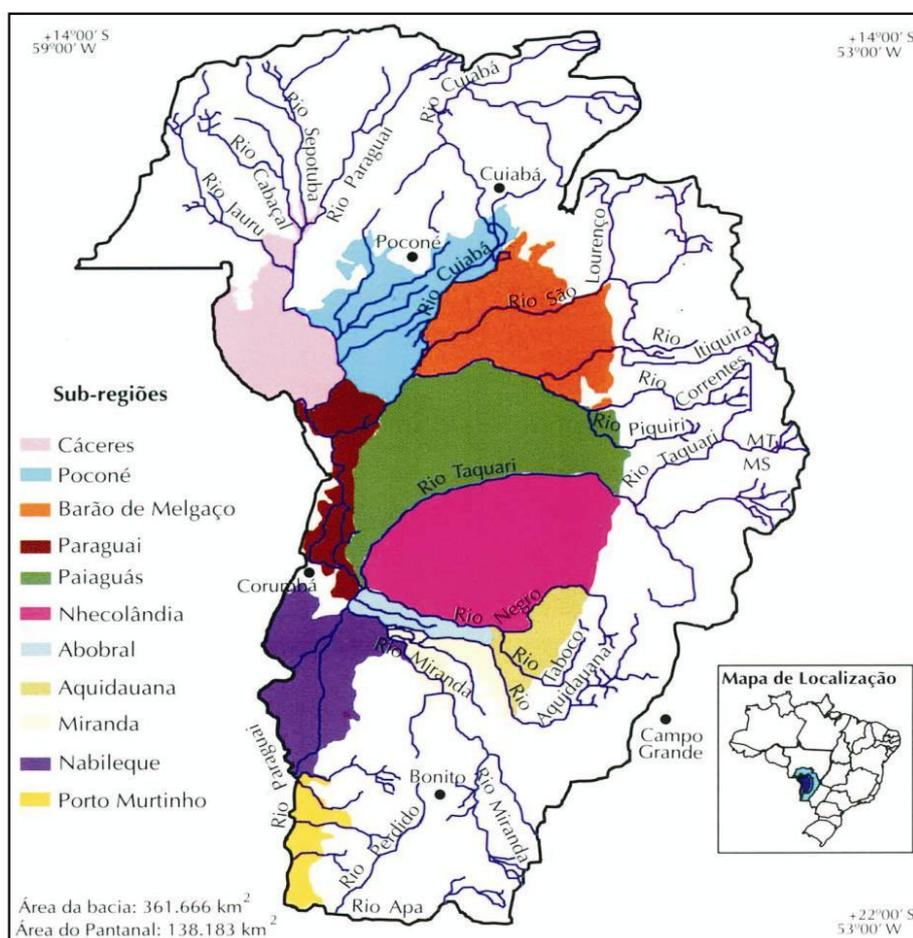 +14°00' S
59°00' W
+14°00' S
53°00' W
Rio Cuiabá
Rio Sepotuba
Rio Paraguai
Rio Cabaçal
Rio Jauru
Cuiabá
Poconé
Rio Cuiabá
Lourenço
Rio São
Rio Itiquira
Rio Correntes
Rio Piquiri
Rio Taquari
MT
MS
Rio Taquari
Sub-regiões
Cáceres
Poconé
Barão de Melgaço
Paraguai
Paiaguás
Nhecolândia
Abobral
Aquidauana
Miranda
Nabileque
Porto Murtinho
Corumbá
Rio Negro
Rio Taboco
Rio Aquidauana
Rio Miranda
Campo
Grande
Mapa de Localização
Rio Paraguai
Bonito
Rio Miranda
Rio Perdido
Rio Apa
Área da bacia: 361.666 km²
Área do Pantanal: 138.183 km²
+22°00' S
53°00' W